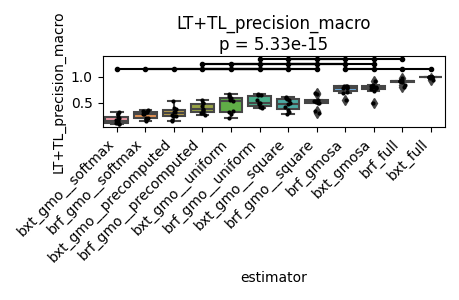 LT+TL_precision_macro
p = 5.33e-15
LT+TL_precision_macro
1.0
0.5
bxt_gmo__softmax
brf_gmo__softmax
bxt_gmo__precomputed
brf_gmo__precomputed
bxt_gmo__uniform
brf_gmo__uniform
bxt_gmo__square
brf_gmo__square
brf_gmosa
bxt_gmosa
brf_full
bxt_full
estimator